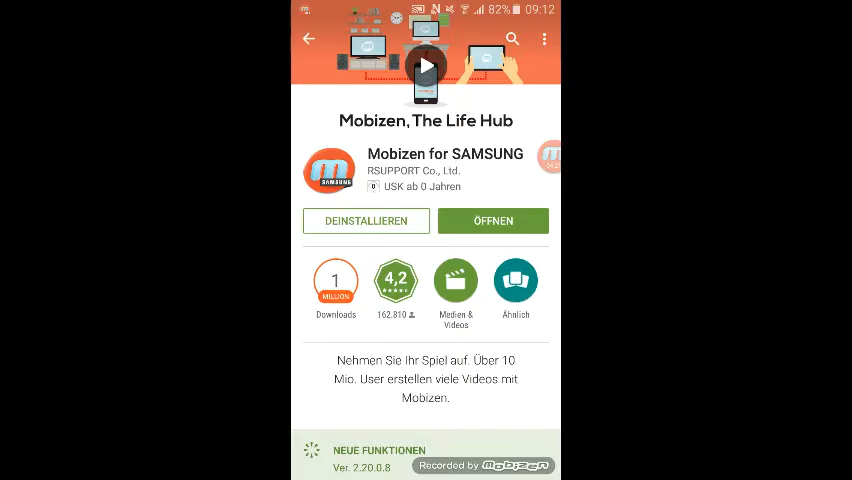 82% 09:12
Mobizen, The Life Hub
m
SAMSUNG
Mobizen for SAMSUNG
RSUPPORT Co., Ltd.
0 USK ab 0 Jahren
DEINSTALLIEREN
ÖFFNEN
1
MILLION
4,2
Downloads
162.810
Medien &
Videos
Ähnlich
Nehmen Sie Ihr Spiel auf. Über 10
Mio. User erstellen viele Videos mit
Mobizen.
NEUE FUNKTIONEN
Ver. 2.20.0.8
Recorded by mobizen